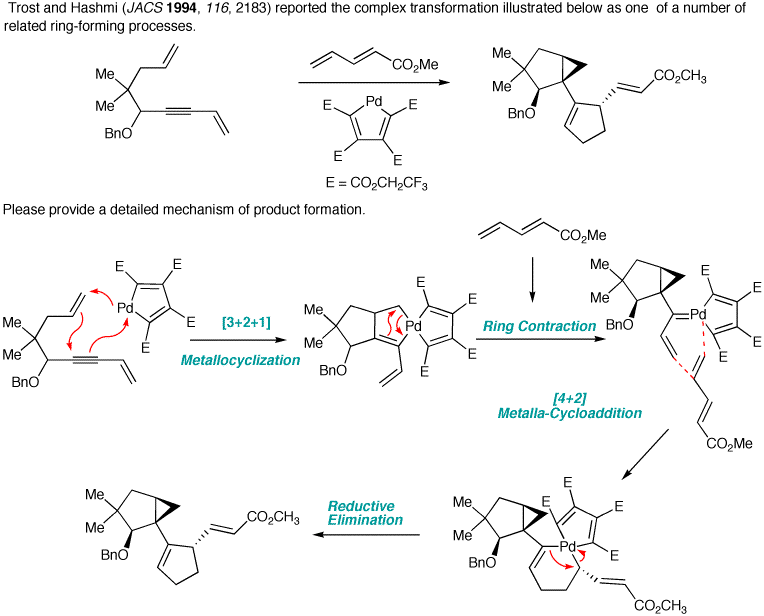 Trost and Hashmi (JACS 1994, 116, 2183) reported the complex transformation illustrated below as one of a number of
related ring-forming processes.
Me
Me
BnO
CO₂Me
Pd
E
E
E
E
E = CO₂CH₂CF₃
Me
Me
BnO
CO₂CH₃
Please provide a detailed mechanism of product formation.
CO₂Me
Me
Me
BnO
E
E
Pd
E
E
[3+2+1]
Metallocyclization
Me
Me
BnO
E
E
Pd
E
E
Ring Contraction
Me
Me
BnO
E
E
Pd
E
E
CO₂Me
[4+2]
Metalla-Cycloaddition
Me
Me
BnO
CO₂CH₃
Reductive
Elimination
Me
Me
BnO
E
E
Pd
E
E
CO₂CH₃